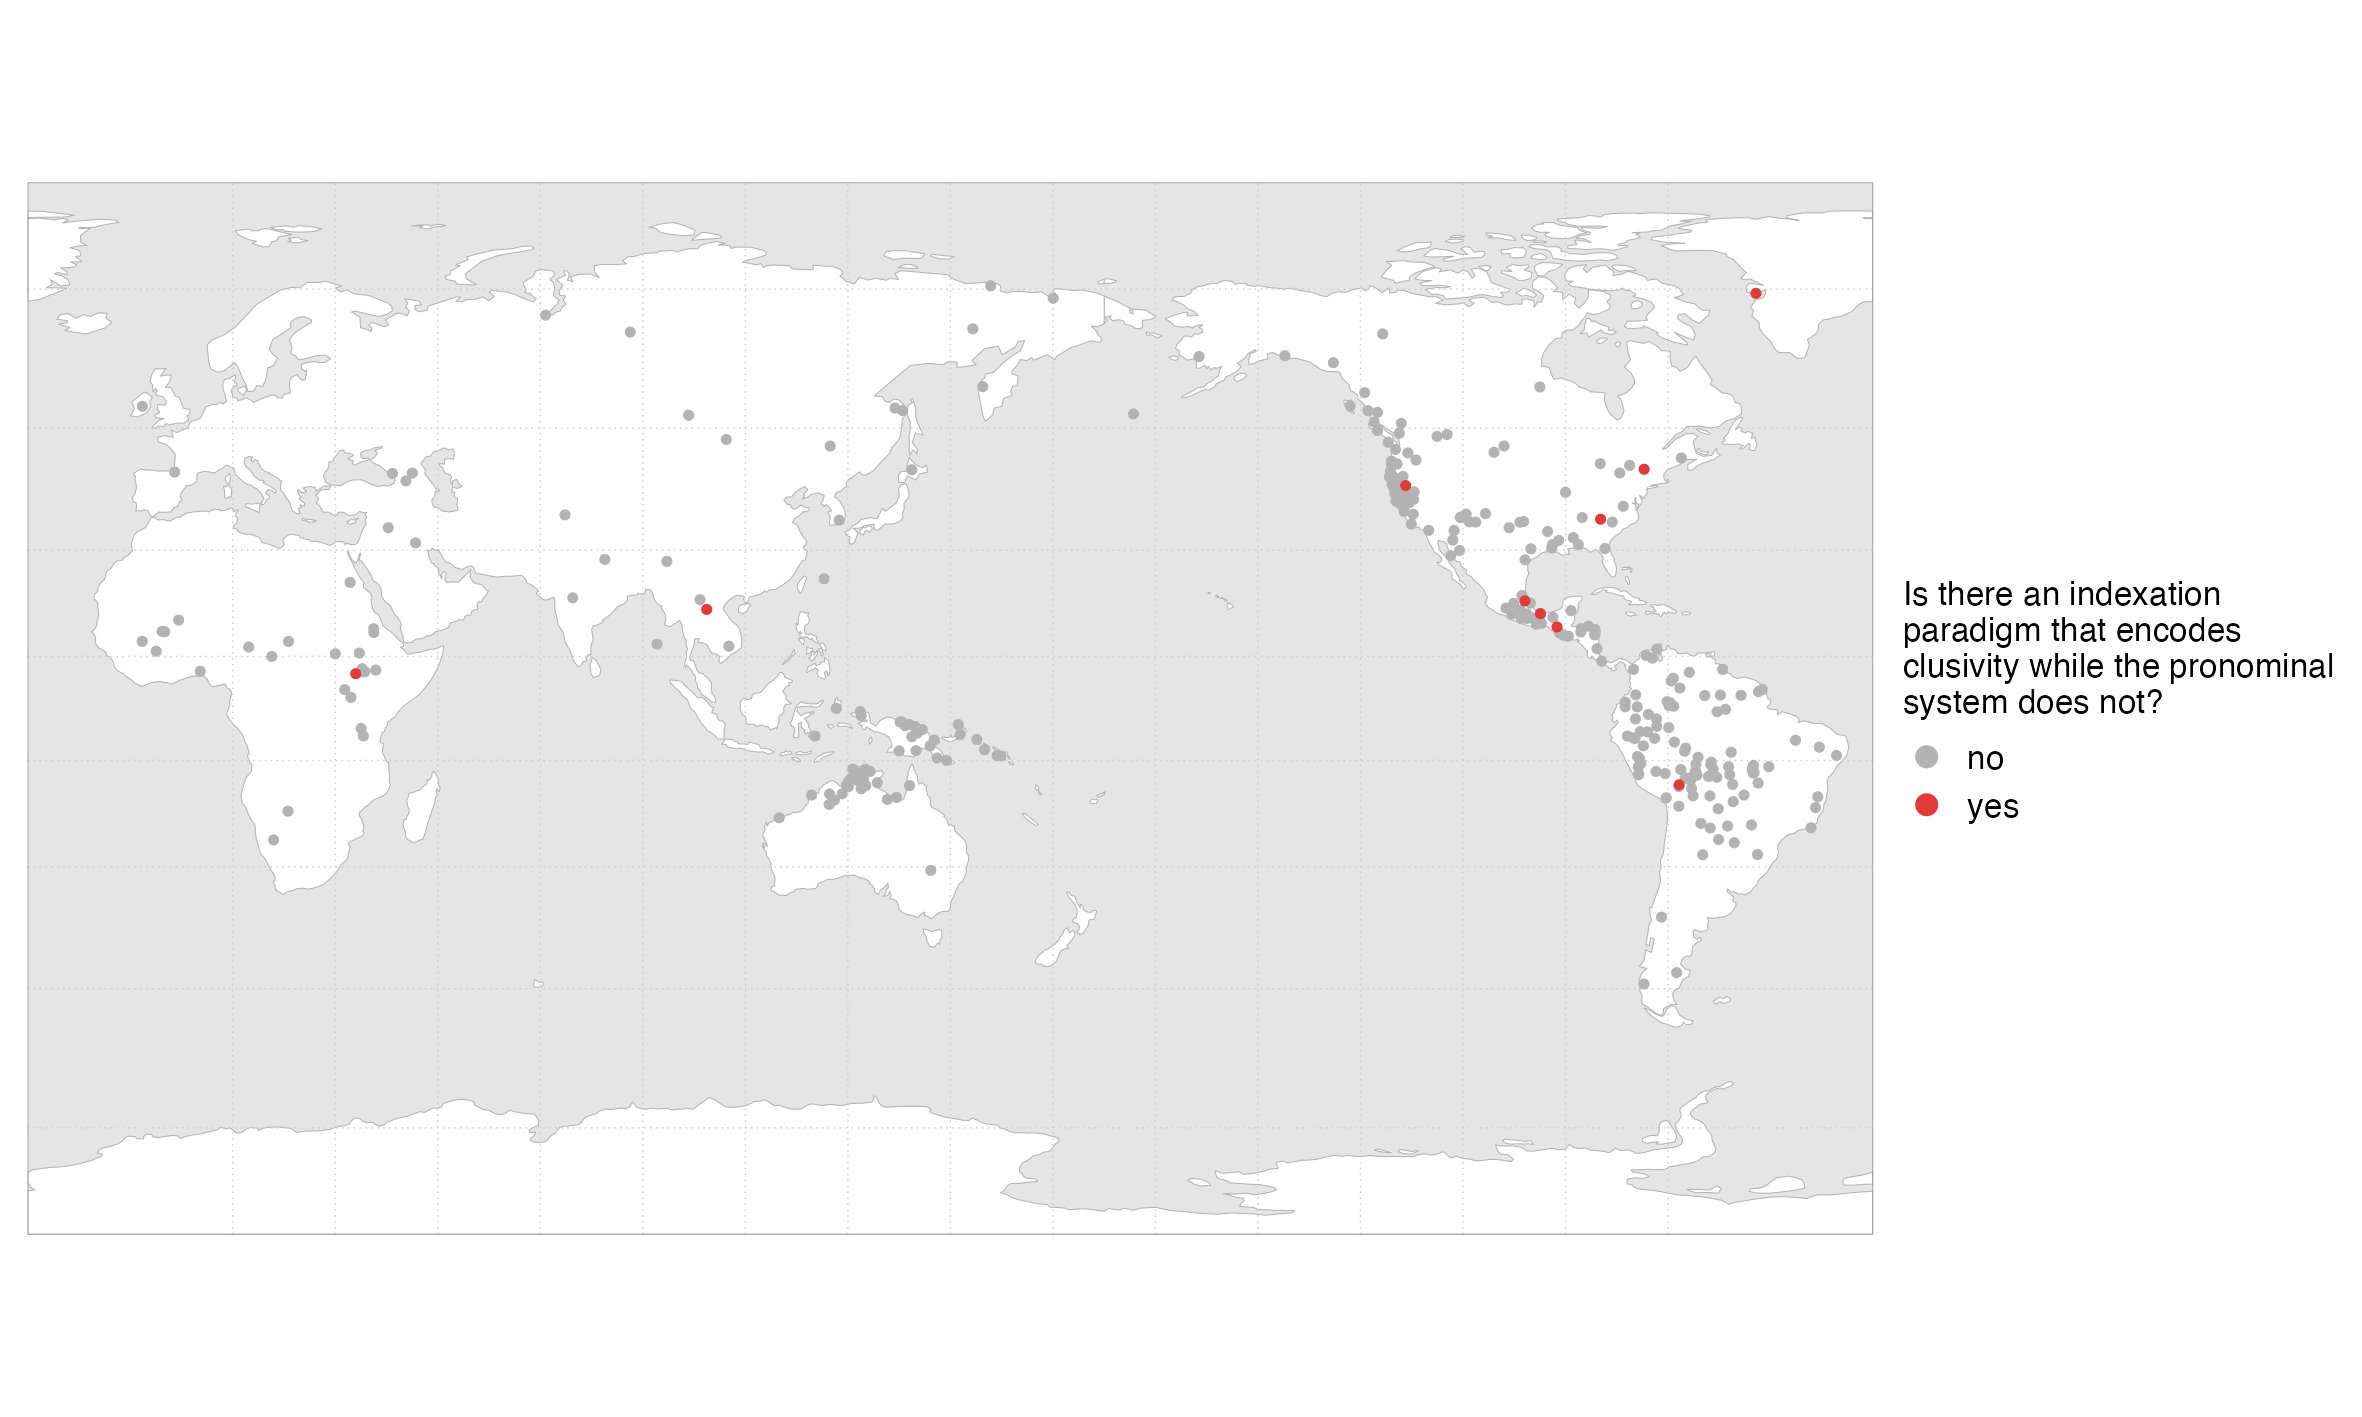 Is there an indexation
paradigm that encodes
clusivity while the pronominal
system does not?
no
yes